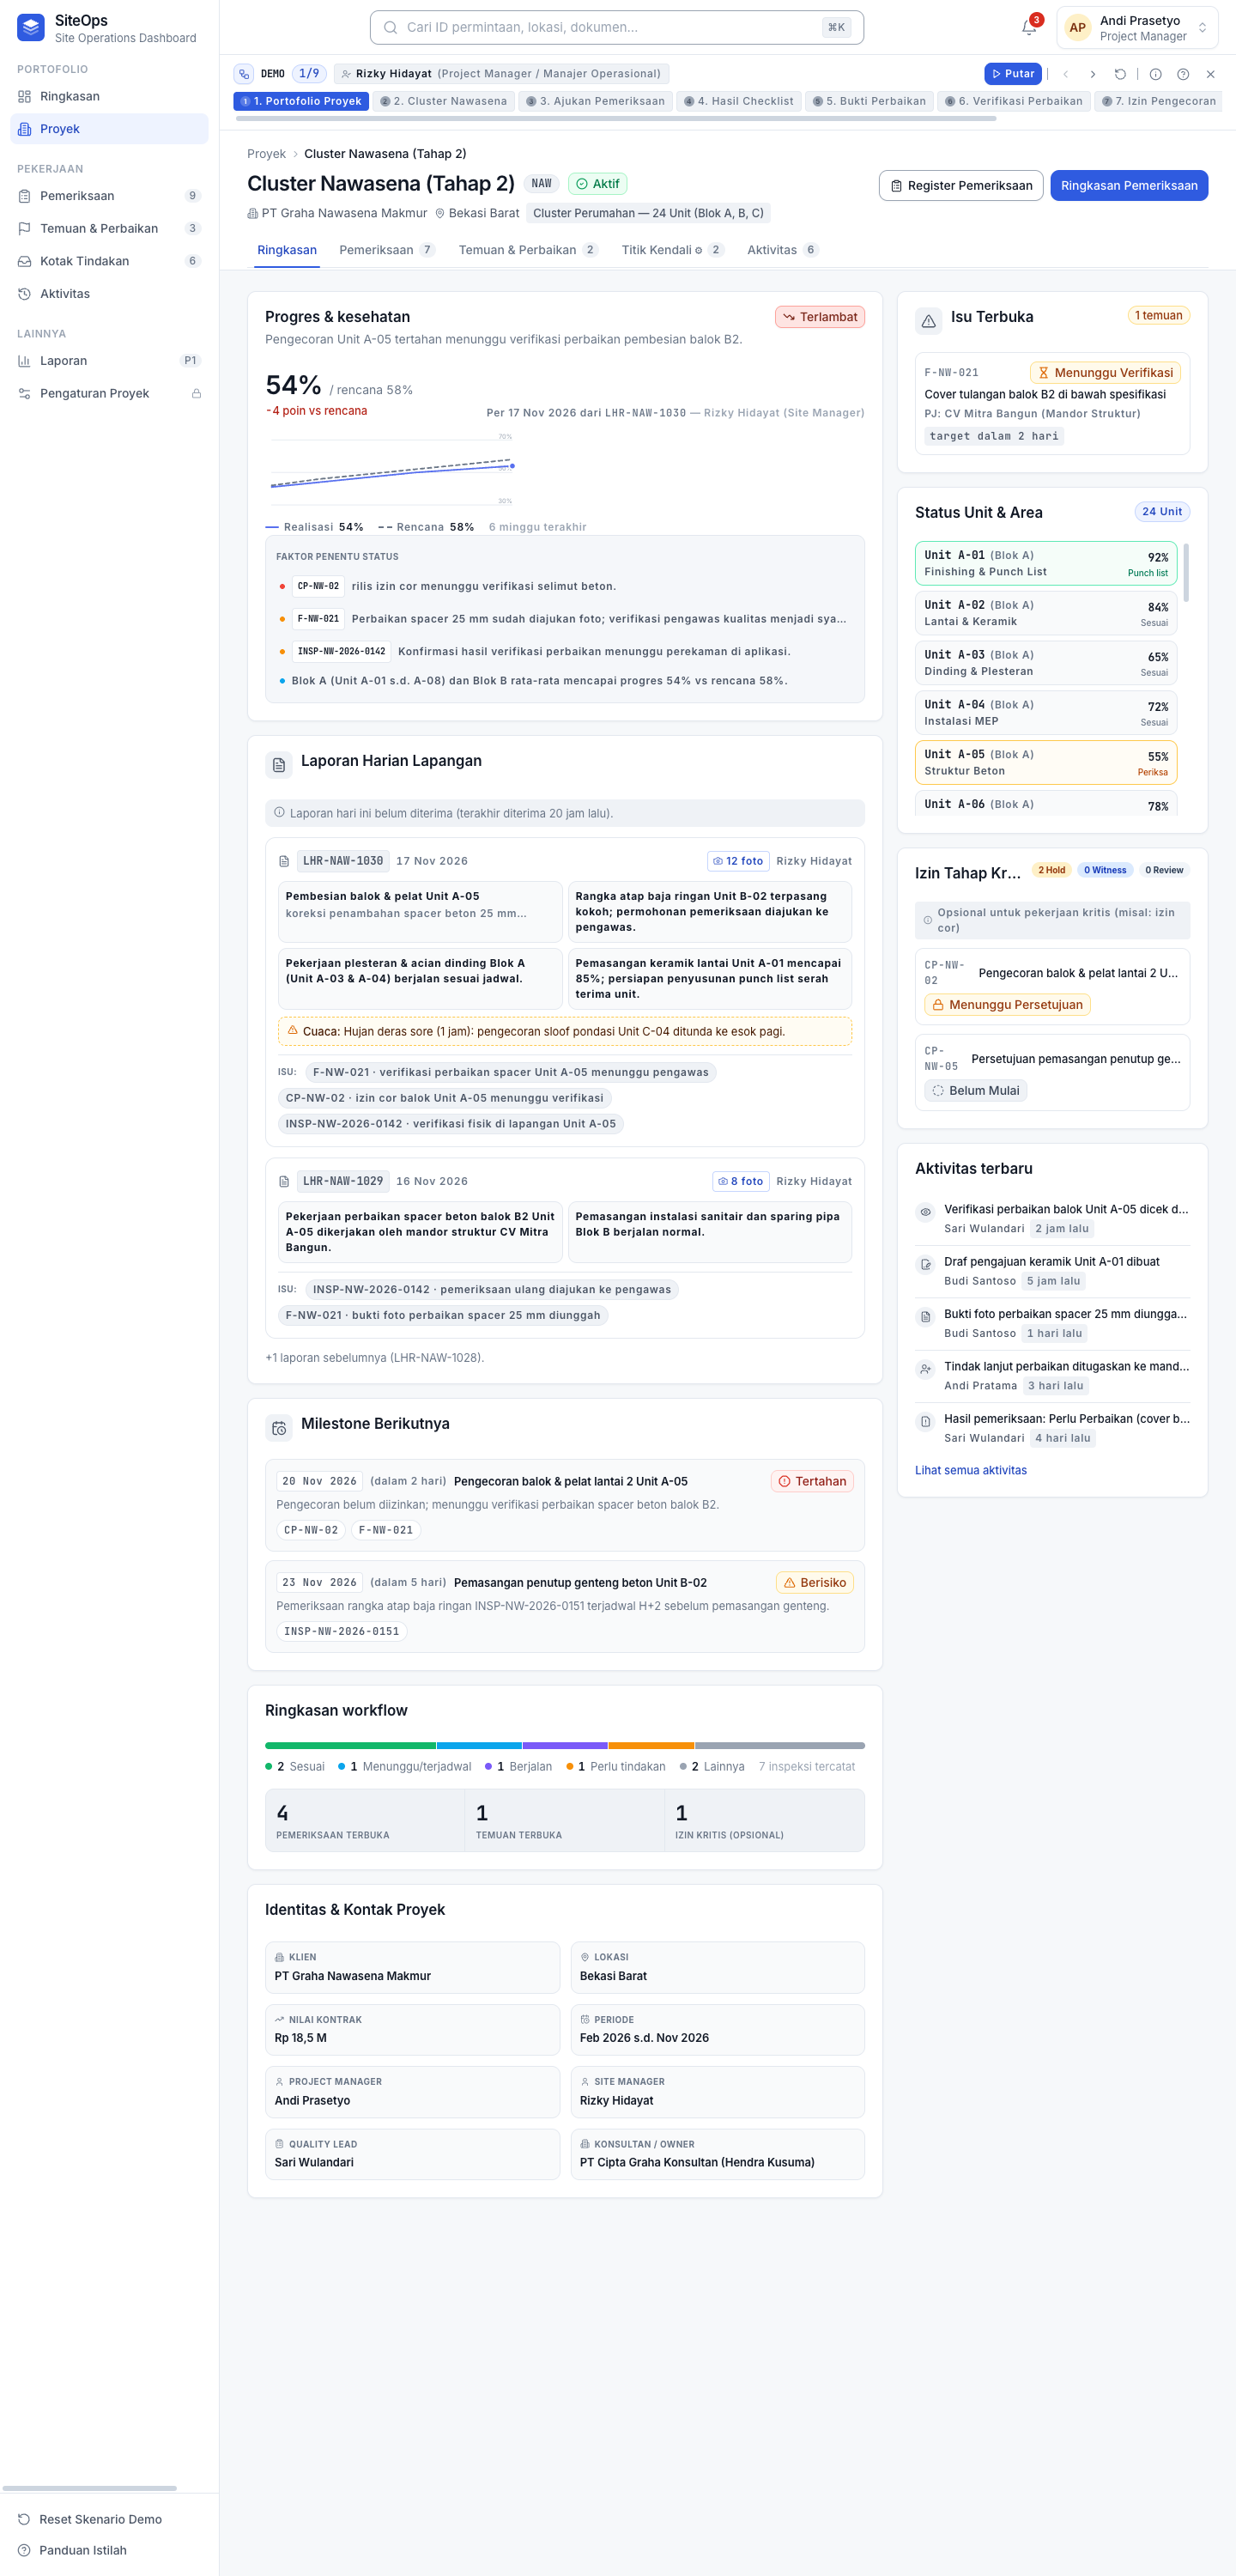 SiteOps
Site Operations Dashboard
PORTOFOLIO
Ringkasan
Proyek
PEKERJAAN
Pemeriksaan 9
Temuan & Perbaikan 3
Kotak Tindakan 6
Aktivitas
LAINNYA
Laporan P1
Pengaturan Proyek
Reset Skenario Demo
Panduan Istilah
Cari ID permintaan, lokasi, dokumen... ⌘K
3
AP
Andi Prasetyo
Project Manager
DEMO 1/9 Rizky Hidayat (Project Manager / Manajer Operasional)
Putar
1 1. Portofolio Proyek
2 2. Cluster Nawasena
3 3. Ajukan Pemeriksaan
4 4. Hasil Checklist
5 5. Bukti Perbaikan
6 6. Verifikasi Perbaikan
7 7. Izin Pengecoran
Proyek > Cluster Nawasena (Tahap 2)
Cluster Nawasena (Tahap 2) NAW Aktif
PT Graha Nawasena Makmur Bekasi Barat Cluster Perumahan — 24 Unit (Blok A, B, C)
Register Pemeriksaan
Ringkasan Pemeriksaan
Ringkasan
Pemeriksaan 7
Temuan & Perbaikan 2
Titik Kendali 2
Aktivitas 6
Progres & kesehatan
Terlambat
Pengecoran Unit A-05 tertahan menunggu verifikasi perbaikan pembesian balok B2.
54% / rencana 58%
-4 poin vs rencana
Per 17 Nov 2026 dari LHR-NAW-1030 — Rizky Hidayat (Site Manager)
70%
30%
Realisasi 54% Rencana 58% 6 minggu terakhir
FAKTOR PENENTU STATUS
CP-NW-02 rilis izin cor menunggu verifikasi selimut beton.
F-NW-021 Perbaikan spacer 25 mm sudah diajukan foto; verifikasi pengawas kualitas menjadi sya...
INSP-NW-2026-0142 Konfirmasi hasil verifikasi perbaikan menunggu perekaman di aplikasi.
Blok A (Unit A-01 s.d. A-08) dan Blok B rata-rata mencapai progres 54% vs rencana 58%.
Laporan Harian Lapangan
Laporan hari ini belum diterima (terakhir diterima 20 jam lalu).
LHR-NAW-1030 17 Nov 2026 12 foto Rizky Hidayat
Pembesian balok & pelat Unit A-05
koreksi penambahan spacer beton 25 mm...
Rangka atap baja ringan Unit B-02 terpasang
kokoh; permohonan pemeriksaan diajukan ke
pengawas.
Pekerjaan plesteran & acian dinding Blok A
(Unit A-03 & A-04) berjalan sesuai jadwal.
Pemasangan keramik lantai Unit A-01 mencapai
85%; persiapan penyusunan punch list serah
terima unit.
Cuaca: Hujan deras sore (1 jam): pengecoran sloof pondasi Unit C-04 ditunda ke esok pagi.
ISU: F-NW-021 · verifikasi perbaikan spacer Unit A-05 menunggu pengawas
CP-NW-02 · izin cor balok Unit A-05 menunggu verifikasi
INSP-NW-2026-0142 · verifikasi fisik di lapangan Unit A-05
LHR-NAW-1029 16 Nov 2026 8 foto Rizky Hidayat
Pekerjaan perbaikan spacer beton balok B2 Unit
A-05 dikerjakan oleh mandor struktur CV Mitra
Bangun.
Pemasangan instalasi sanitair dan sparing pipa
Blok B berjalan normal.
ISU: INSP-NW-2026-0142 · pemeriksaan ulang diajukan ke pengawas
F-NW-021 · bukti foto perbaikan spacer 25 mm diunggah
+1 laporan sebelumnya (LHR-NAW-1028).
Milestone Berikutnya
20 Nov 2026 (dalam 2 hari) Pengecoran balok & pelat lantai 2 Unit A-05 Tertahan
Pengecoran belum diizinkan; menunggu verifikasi perbaikan spacer beton balok B2.
CP-NW-02 F-NW-021
23 Nov 2026 (dalam 5 hari) Pemasangan penutup genteng beton Unit B-02 Berisiko
Pemeriksaan rangka atap baja ringan INSP-NW-2026-0151 terjadwal H+2 sebelum pemasangan genteng.
INSP-NW-2026-0151
Ringkasan workflow
2 Sesuai 1 Menunggu/terjadwal 1 Berjalan 1 Perlu tindakan 2 Lainnya 7 inspeksi tercatat
4
PEMERIKSAAN TERBUKA
1
TEMUAN TERBUKA
1
IZIN KRITIS (OPSIONAL)
Identitas & Kontak Proyek
KLIEN
PT Graha Nawasena Makmur
LOKASI
Bekasi Barat
NILAI KONTRAK
Rp 18,5 M
PERIODE
Feb 2026 s.d. Nov 2026
PROJECT MANAGER
Andi Prasetyo
SITE MANAGER
Rizky Hidayat
QUALITY LEAD
Sari Wulandari
KONSULTAN / OWNER
PT Cipta Graha Konsultan (Hendra Kusuma)
Isu Terbuka 1 temuan
F-NW-021 Menunggu Verifikasi
Cover tulangan balok B2 di bawah spesifikasi
PJ: CV Mitra Bangun (Mandor Struktur)
target dalam 2 hari
Status Unit & Area 24 Unit
Unit A-01 (Blok A) 92%
Finishing & Punch List Punch list
Unit A-02 (Blok A) 84%
Lantai & Keramik Sesuai
Unit A-03 (Blok A) 65%
Dinding & Plesteran Sesuai
Unit A-04 (Blok A) 72%
Instalasi MEP Sesuai
Unit A-05 (Blok A) 55%
Struktur Beton Periksa
Unit A-06 (Blok A) 78%
Izin Tahap Kr... 2 Hold 0 Witness 0 Review
Opsional untuk pekerjaan kritis (misal: izin
cor)
CP-NW-
02
Pengecoran balok & pelat lantai 2 U...
Menunggu Persetujuan
CP-
NW-05
Persetujuan pemasangan penutup ge...
Belum Mulai
Aktivitas terbaru
Verifikasi perbaikan balok Unit A-05 dicek d...
Sari Wulandari 2 jam lalu
Draf pengajuan keramik Unit A-01 dibuat
Budi Santoso 5 jam lalu
Bukti foto perbaikan spacer 25 mm diungga...
Budi Santoso 1 hari lalu
Tindak lanjut perbaikan ditugaskan ke mand...
Andi Pratama 3 hari lalu
Hasil pemeriksaan: Perlu Perbaikan (cover b...
Sari Wulandari 4 hari lalu
Lihat semua aktivitas